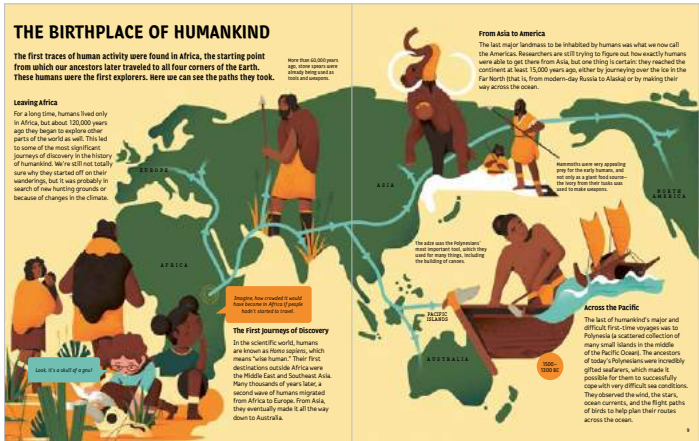 THE BIRTHPLACE OF HUMANKIND
The first traces of human activity were found in Africa, the starting point
from which our ancestors later traveled to all four corners of the Earth.
These humans were the first explorers. Here we can see the paths they took.
More than 60,000 years
ago, stone spears were
already being used as
tools and weapons.
Leaving Africa
For a long time, humans lived only
in Africa, but about 120,000 years
ago they began to explore other
parts of the world as well. This led
to some of the most significant
journeys of discovery in the history
of humankind. We're still not totally
sure why they started off on their
wanderings, but it was probably in
search of new hunting grounds or
because of changes in the climate.
EUROPE
AFRICA
Imagine, how crowded it would
have become in Africa if people
hadn't started to travel.
Look, it's a skull of a gnu!
The First Journeys of Discovery
In the scientific world, humans
are known as Homo sapiens, which
means "wise human." Their first
destinations outside Africa were
the Middle East and Southeast Asia.
Many thousands of years later, a
second wave of humans migrated
from Africa to Europe. From Asia,
they eventually made it all the way
down to Australia.
From Asia to America
The last major landmass to be inhabited by humans was what we now call
the Americas. Researchers are still trying to figure out how exactly humans
were able to get there from Asia, but one thing is certain: they reached the
continent at least 15,000 years ago, either by journeying over the ice in the
Far North (that is, from modern-day Russia to Alaska) or by making their
way across the ocean.
Mammoths were very appealing
prey for the early humans, and
not only as a giant food source—
the ivory from their tusks was
used to make weapons.
ASIA
NORTH
AMERICA
The adze was the Polynesians'
most important tool, which they
used for many things, including
the building of canoes.
PACIFIC
ISLANDS
AUSTRALIA
1500–
1300 BC
Across the Pacific
The last of humankind's major and
difficult first-time voyages was to
Polynesia (a scattered collection of
many small islands in the middle
of the Pacific Ocean). The ancestors
of today's Polynesians were incredibly
gifted seafarers, which made it
possible for them to successfully
cope with very difficult sea conditions.
They observed the wind, the stars,
ocean currents, and the flight paths
of birds to help plan their routes
across the ocean.
9